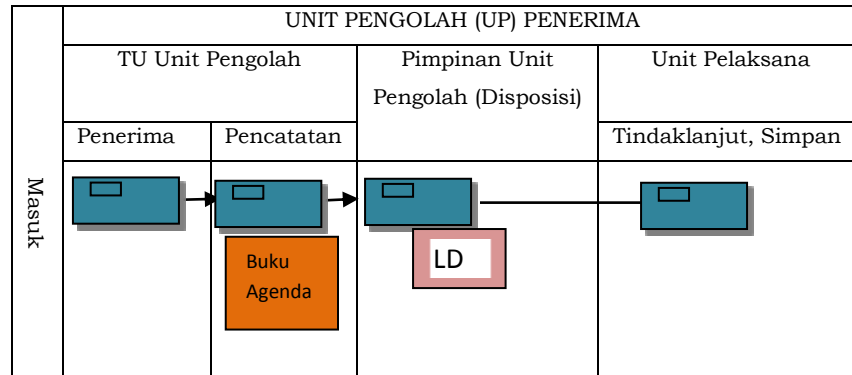 UNIT PENGOLAH (UP) PENERIMA
TU Unit Pengolah
Pimpinan Unit
Pengolah (Disposisi)
Unit Pelaksana
Penerima
Pencatatan
Tindaklanjut, Simpan
Masuk
Buku
Agenda
LD